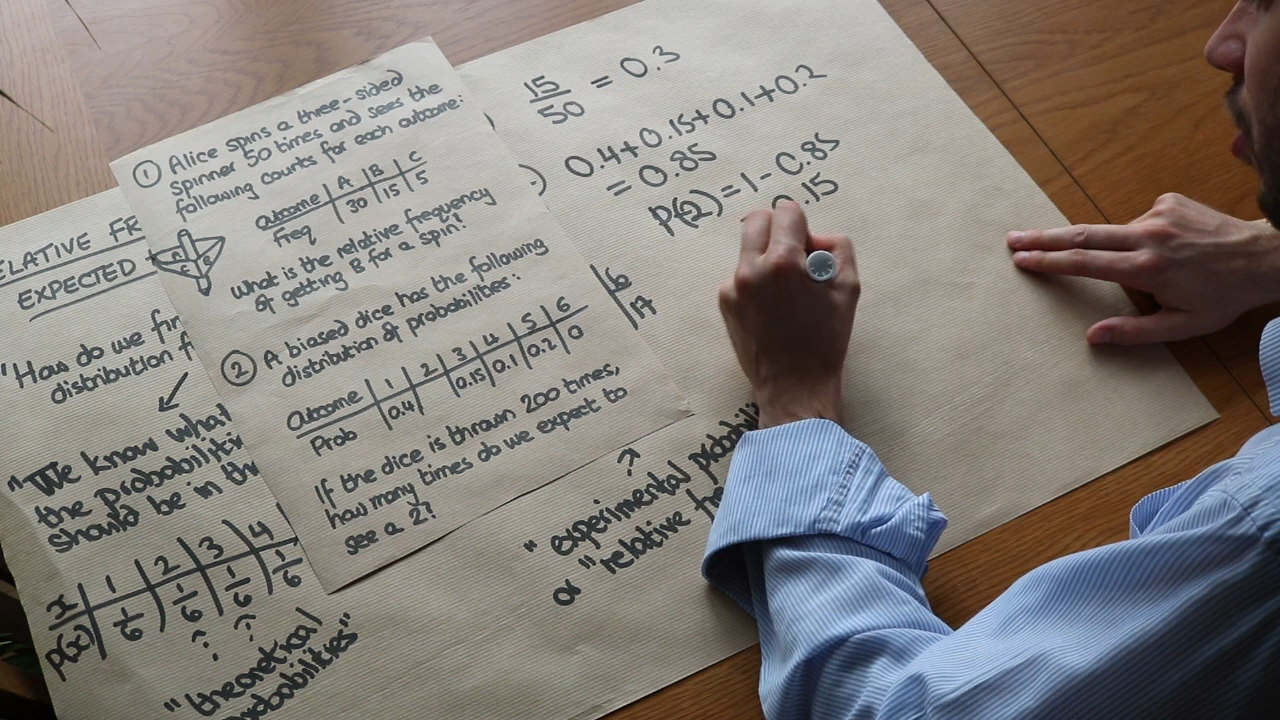 ELATIVE FR
EXPECTED
"How do we fin
distribution f
"We know what
the probabiliti
should be in th
x | 1 | 2 | 3 | 4
P(x) | 1/6 | 1/6 | 1/6 | 1/6
"theoretical
probabilities"
① Alice spins a three-sided
spinner 50 times and sees the
following counts for each outcome:
outcome | A | B | C
Freq | 30 | 15 | 5
What is the relative frequency
of getting B for a spin?
② A biased dice has the following
distribution of probabilities:
Outcome | 1 | 2 | 3 | 4 | 5 | 6
Prob | 0.4 | | 0.15 | 0.1 | 0.2 | 0
If the dice is thrown 200 times,
how many times do we expect to
see a 2?
15/50 = 0.3
) 0.4+0.15+0.1+0.2
= 0.85
P(2) = 1 - 0.85
0.15
6
17
"experimental probabili
or "relative fre